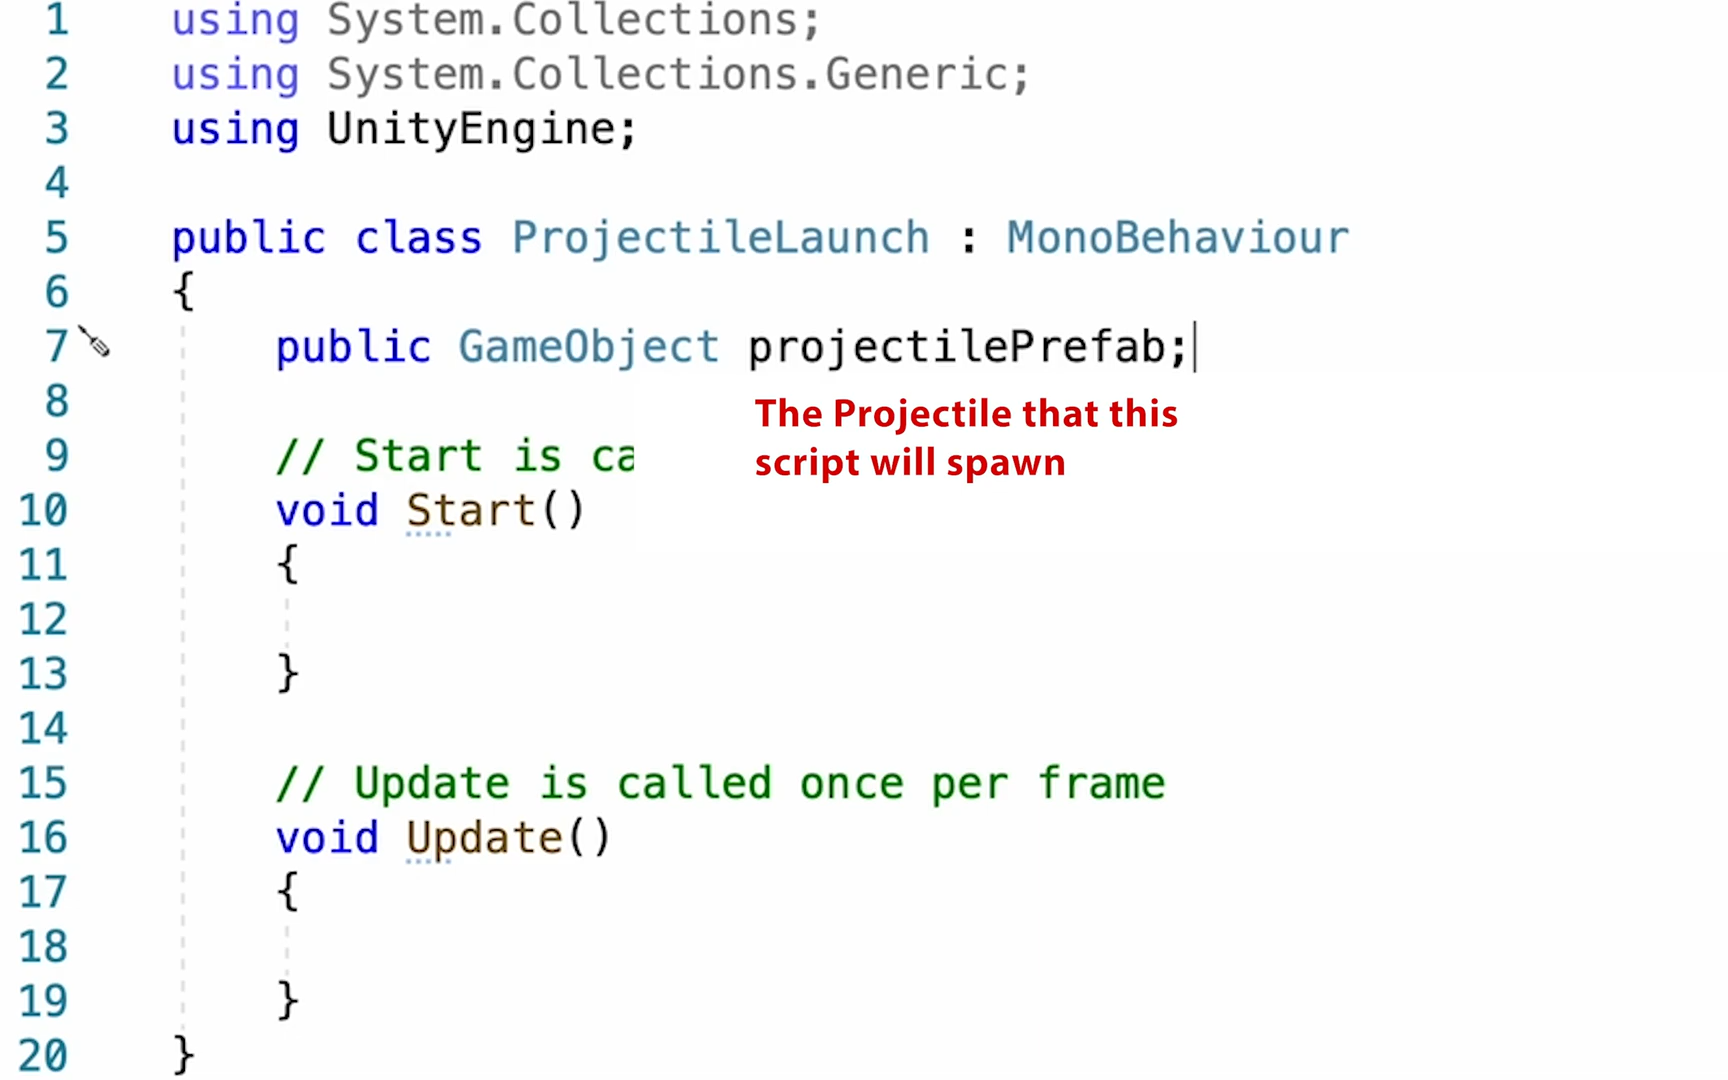 1 using System.Collections;
2 using System.Collections.Generic;
3 using UnityEngine;
4
5 public class ProjectileLaunch : MonoBehaviour
6 {
7 public GameObject projectilePrefab;
8
The Projectile that this
script will spawn
9 // Start is ca
10 void Start()
11 {
12
13 }
14
15 // Update is called once per frame
16 void Update()
17 {
18
19 }
20 }